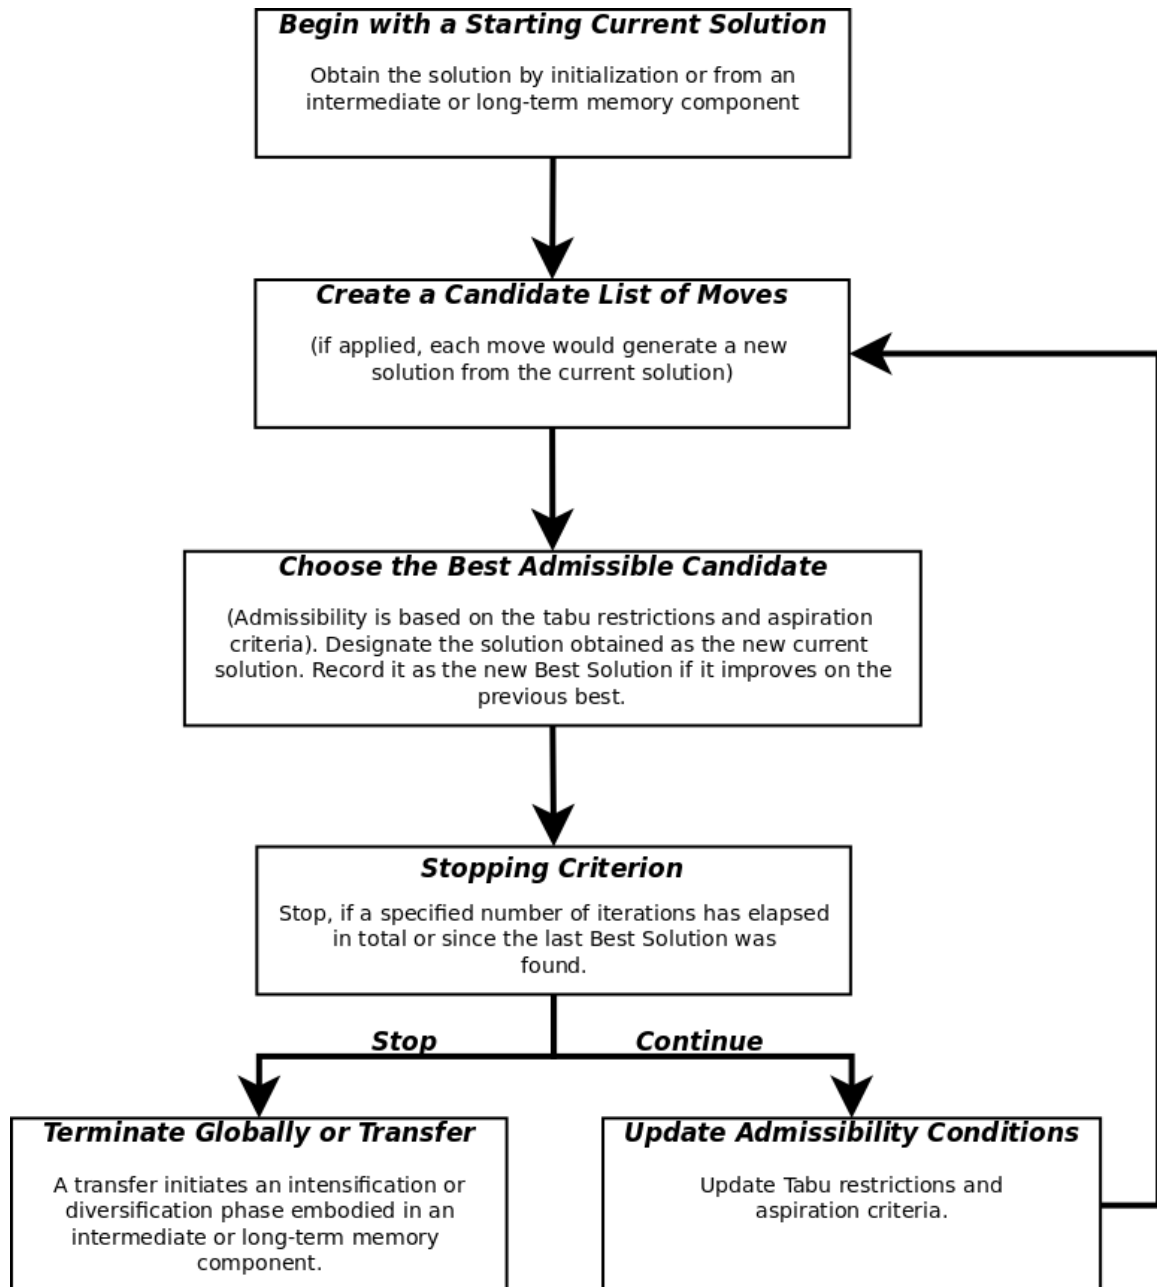 Begin with a Starting Current Solution
Obtain the solution by initialization or from an
intermediate or long-term memory component
Create a Candidate List of Moves
(if applied, each move would generate a new
solution from the current solution)
Choose the Best Admissible Candidate
(Admissibility is based on the tabu restrictions and aspiration
criteria). Designate the solution obtained as the new current
solution. Record it as the new Best Solution if it improves on the
previous best.
Stopping Criterion
Stop, if a specified number of iterations has elapsed
in total or since the last Best Solution was
found.
Stop
Continue
Terminate Globally or Transfer
A transfer initiates an intensification or
diversification phase embodied in an
intermediate or long-term memory
component.
Update Admissibility Conditions
Update Tabu restrictions and
aspiration criteria.